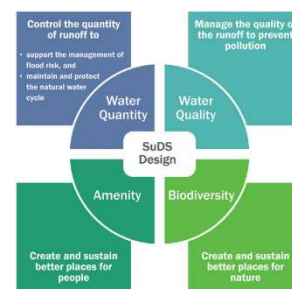 Control the quantity
of runoff to
• support the management of
flood risk, and
• maintain and protect
the natural water
cycle
Manage the quality of
the runoff to prevent
pollution
Water
Quantity
Water
Quality
SuDS
Design
Amenity
Biodiversity
Create and sustain
better places for
people
Create and sustain
better places for
nature